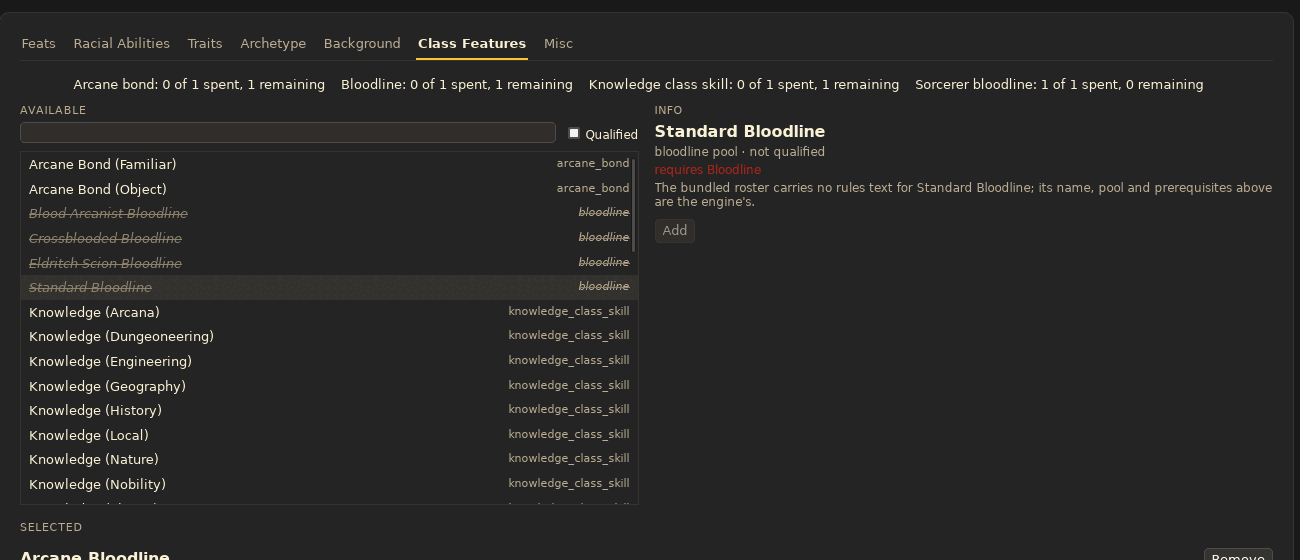 Feats Racial Abilities Traits Archetype Background Class Features Misc
Arcane bond: 0 of 1 spent, 1 remaining Bloodline: 0 of 1 spent, 1 remaining Knowledge class skill: 0 of 1 spent, 1 remaining Sorcerer bloodline: 1 of 1 spent, 0 remaining
AVAILABLE
Qualified
Arcane Bond (Familiar) arcane_bond
Arcane Bond (Object) arcane_bond
Blood Arcanist Bloodline bloodline
Crossblooded Bloodline bloodline
Eldritch Scion Bloodline bloodline
Standard Bloodline bloodline
Knowledge (Arcana) knowledge_class_skill
Knowledge (Dungeoneering) knowledge_class_skill
Knowledge (Engineering) knowledge_class_skill
Knowledge (Geography) knowledge_class_skill
Knowledge (History) knowledge_class_skill
Knowledge (Local) knowledge_class_skill
Knowledge (Nature) knowledge_class_skill
Knowledge (Nobility) knowledge_class_skill
INFO
Standard Bloodline
bloodline pool · not qualified
requires Bloodline
The bundled roster carries no rules text for Standard Bloodline; its name, pool and prerequisites above
are the engine's.
Add
SELECTED
Arcane Bloodline Remove